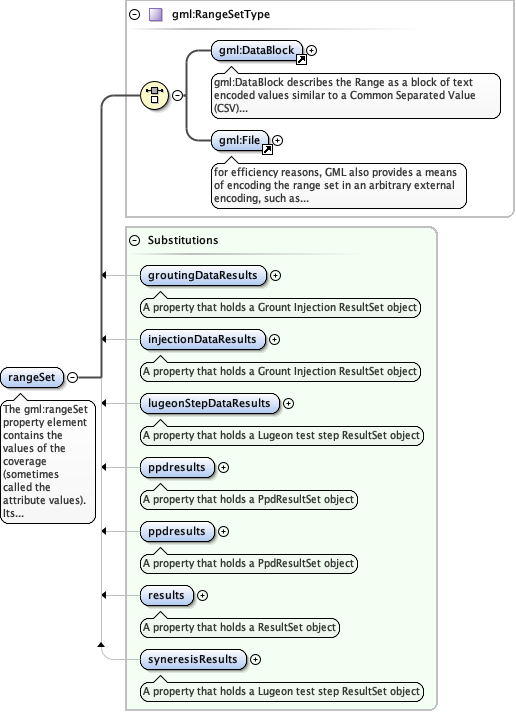 gml:RangeSetType
gml:DataBlock
gml:DataBlock describes the Range as a block of text
encoded values similar to a Common Separated Value
(CSV)...
gml:File
for efficiency reasons, GML also provides a means
of encoding the range set in an arbitrary external
encoding, such as...
Substitutions
groutingDataResults
A property that holds a Grount Injection ResultSet object
injectionDataResults
A property that holds a Grount Injection ResultSet object
rangeSet
The gml:rangeSet
property element
contains the
values of the
coverage
(sometimes
called the
attribute values).
Its...
lugeonStepDataResults
A property that holds a Lugeon test step ResultSet object
ppdresults
A property that holds a PpdResultSet object
ppdresults
A property that holds a PpdResultSet object
results
A property that holds a ResultSet object
syneresisResults
A property that holds a Lugeon test step ResultSet object